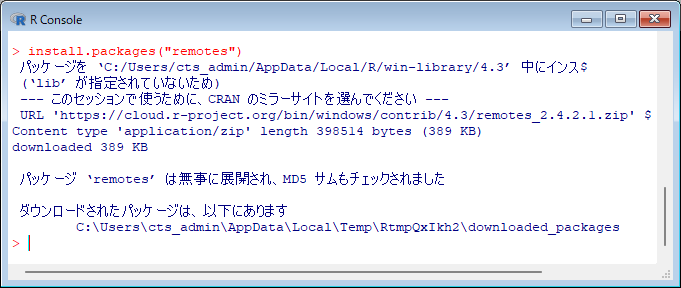 R Console
> install.packages("remotes")
パッケージを ‘C:/Users/cts_admin/AppData/Local/R/win-library/4.3’ 中にインス$
(‘lib’ が指定されていないため)
--- このセッションで使うために、CRAN のミラーサイトを選んでください ---
URL 'https://cloud.r-project.org/bin/windows/contrib/4.3/remotes_2.4.2.1.zip' $
Content type 'application/zip' length 398514 bytes (389 KB)
downloaded 389 KB
パッケージ ‘remotes’ は無事に展開され、MD5 サムもチェックされました
ダウンロードされたパッケージは、以下にあります
C:\Users\cts_admin\AppData\Local\Temp\RtmpQxIkh2\downloaded_packages
>